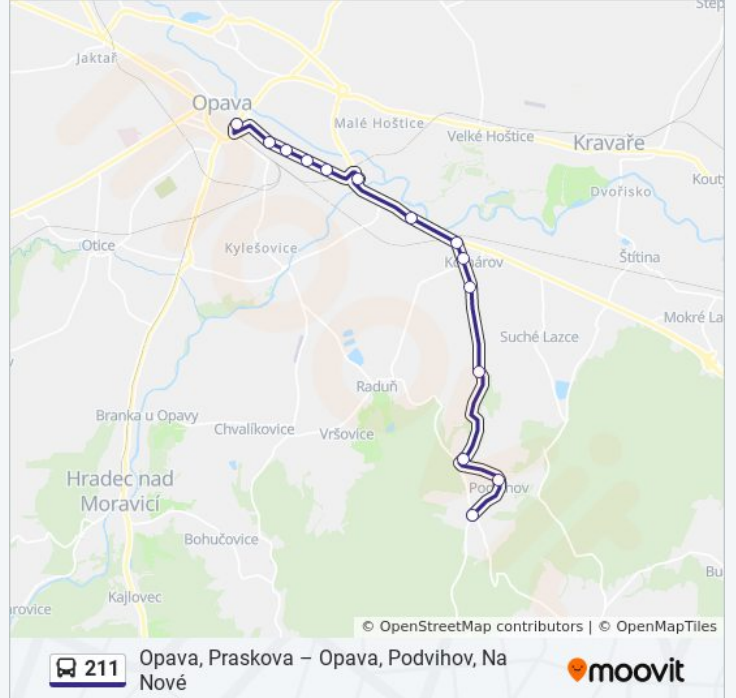 Štěp
Jaktař
Opava
Malé Hoštice
Velké Hoštice
Kravaře
Kouty
Dvořisko
Otice
Kylešovice
Komárov
Štítina
Mokré La
Suché Lazce
Raduň
Branka u Opavy
Chvalíkovice
Vršovice
Hradec nad
Moravicí
Podvihov
Bohučovice
Bu
Kajlovec
arovice
© OpenStreetMap contributors | © OpenMapTiles
211
Opava, Praskova – Opava, Podvihov, Na
Nové
moovit